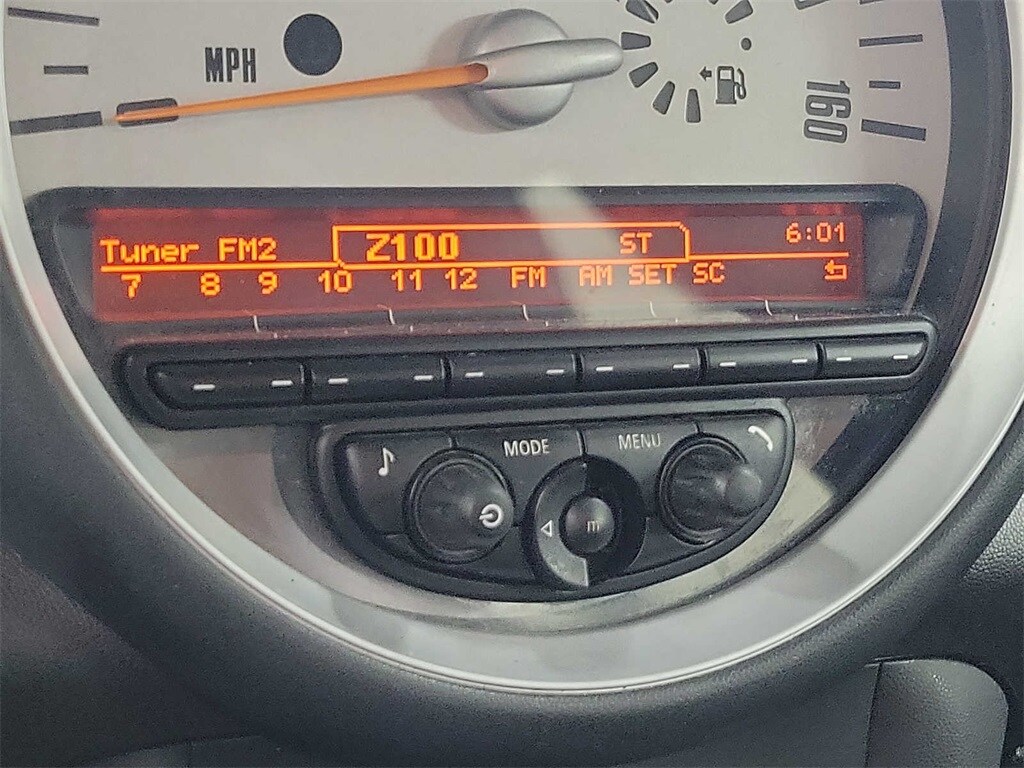 MPH
160
Tuner FM2 Z100 ST 6:01
7 8 9 10 11 12 FM AM SET SC
MODE MENU
m